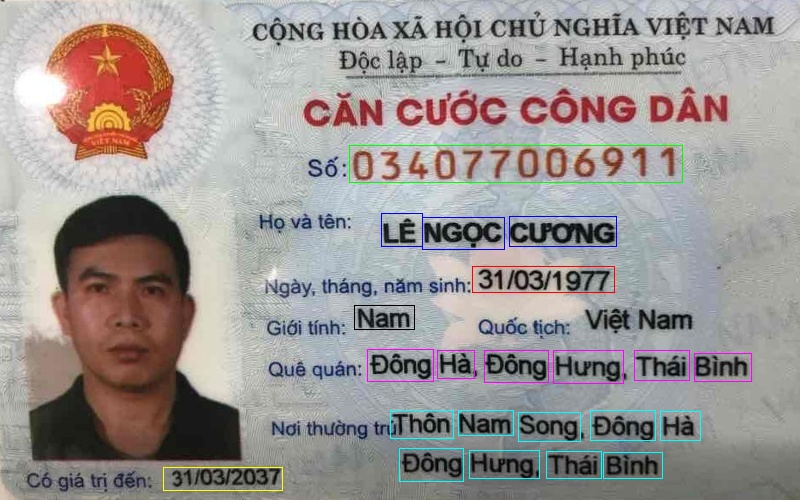 CỘNG HÒA XÃ HỘI CHỦ NGHĨA VIỆT NAM
Độc lập - Tự do - Hạnh phúc
CĂN CƯỚC CÔNG DÂN
Số: 034077006911
Họ và tên: LÊ NGỌC CƯƠNG
Ngày, tháng, năm sinh: 31/03/1977
Giới tính: Nam Quốc tịch: Việt Nam
Quê quán: Đông Hà, Đông Hưng, Thái Bình
Nơi thường trú: Thôn Nam Song, Đông Hà
Đông Hưng, Thái Bình
Có giá trị đến: 31/03/2037